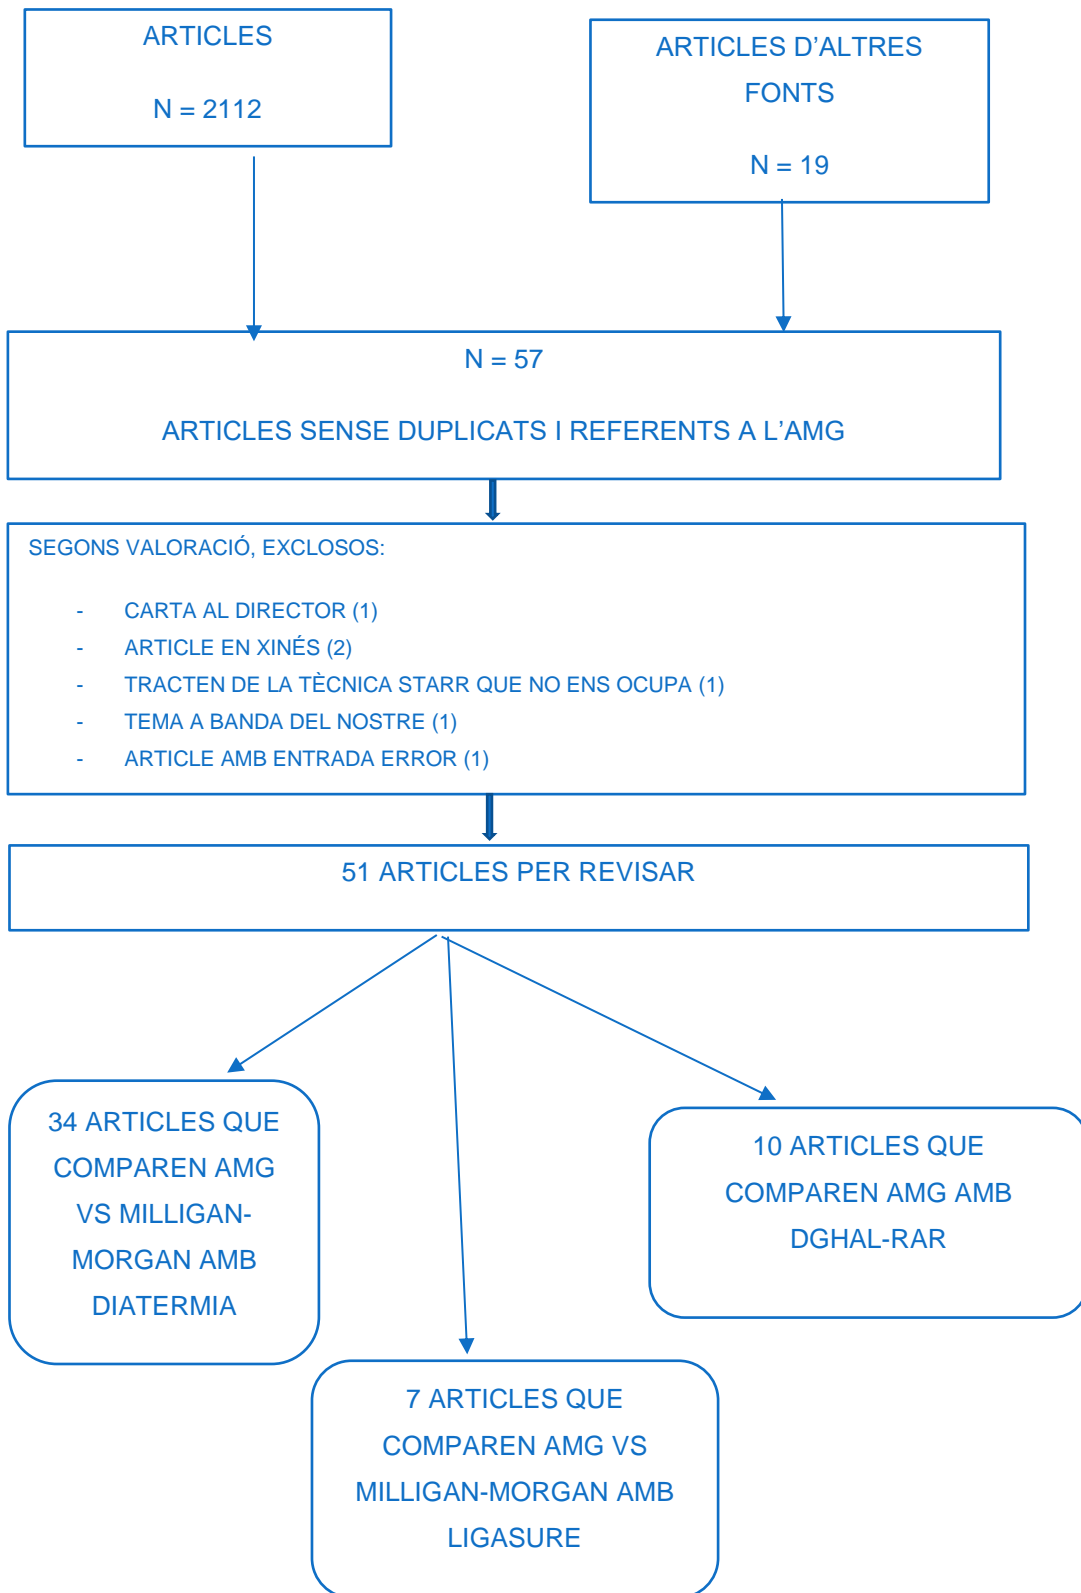 ARTICLES
N = 2112
ARTICLES D’ALTRES
FONTS
N = 19
N = 57
ARTICLES SENSE DUPLICATS I REFERENTS A L’AMG
SEGONS VALORACIÓ, EXCLOSOS:
- CARTA AL DIRECTOR (1)
- ARTICLE EN XINÉS (2)
- TRACTEN DE LA TÈCNICA STARR QUE NO ENS OCUPA (1)
- TEMA A BANDA DEL NOSTRE (1)
- ARTICLE AMB ENTRADA ERROR (1)
51 ARTICLES PER REVISAR
34 ARTICLES QUE
COMPAREN AMG
VS MILLIGAN-
MORGAN AMB
DIATERMIA
7 ARTICLES QUE
COMPAREN AMG VS
MILLIGAN-MORGAN AMB
LIGASURE
10 ARTICLES QUE
COMPAREN AMG AMB
DGHAL-RAR